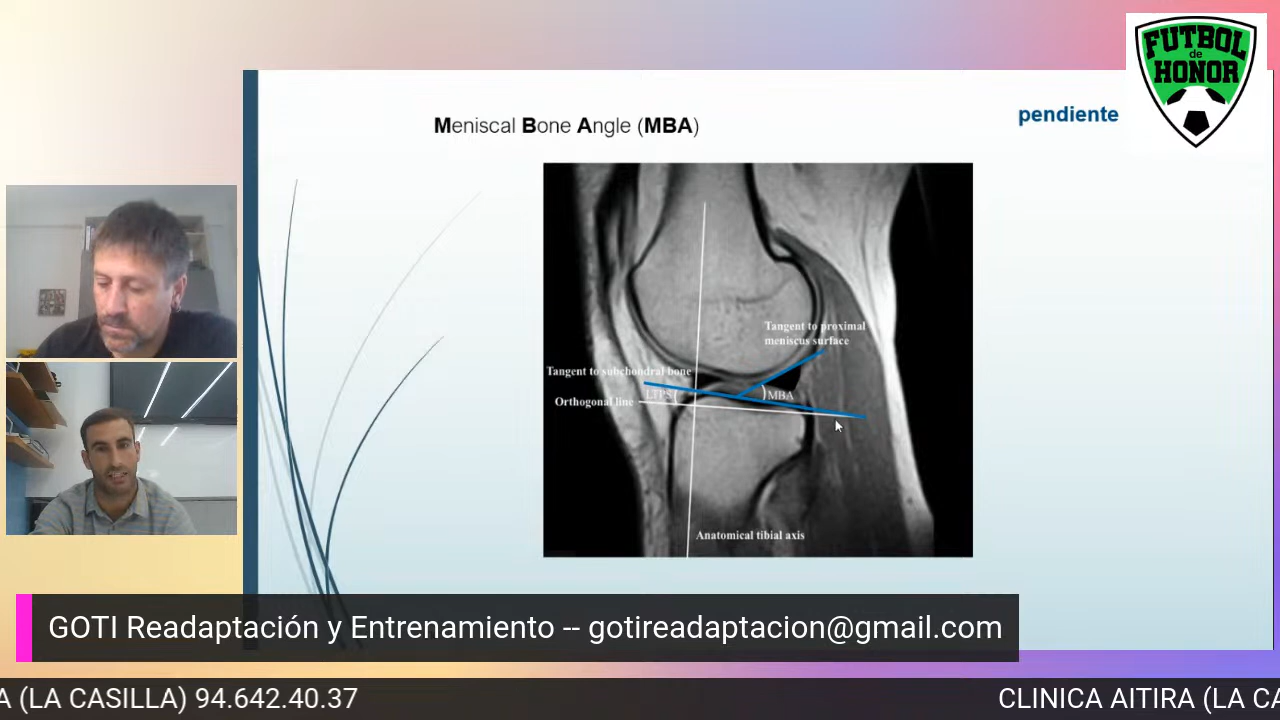 FUTBOL
de
HONOR
pendiente
Meniscal Bone Angle (MBA)
Tangent to proximal
meniscus surface
Tangent to subchondral bone
LTPS
MBA
Orthogonal line
Anatomical tibial axis
GOTI Readaptación y Entrenamiento -- gotireadaptacion@gmail.com
A (LA CASILLA) 94.642.40.37
CLINICA AITIRA (LA CA